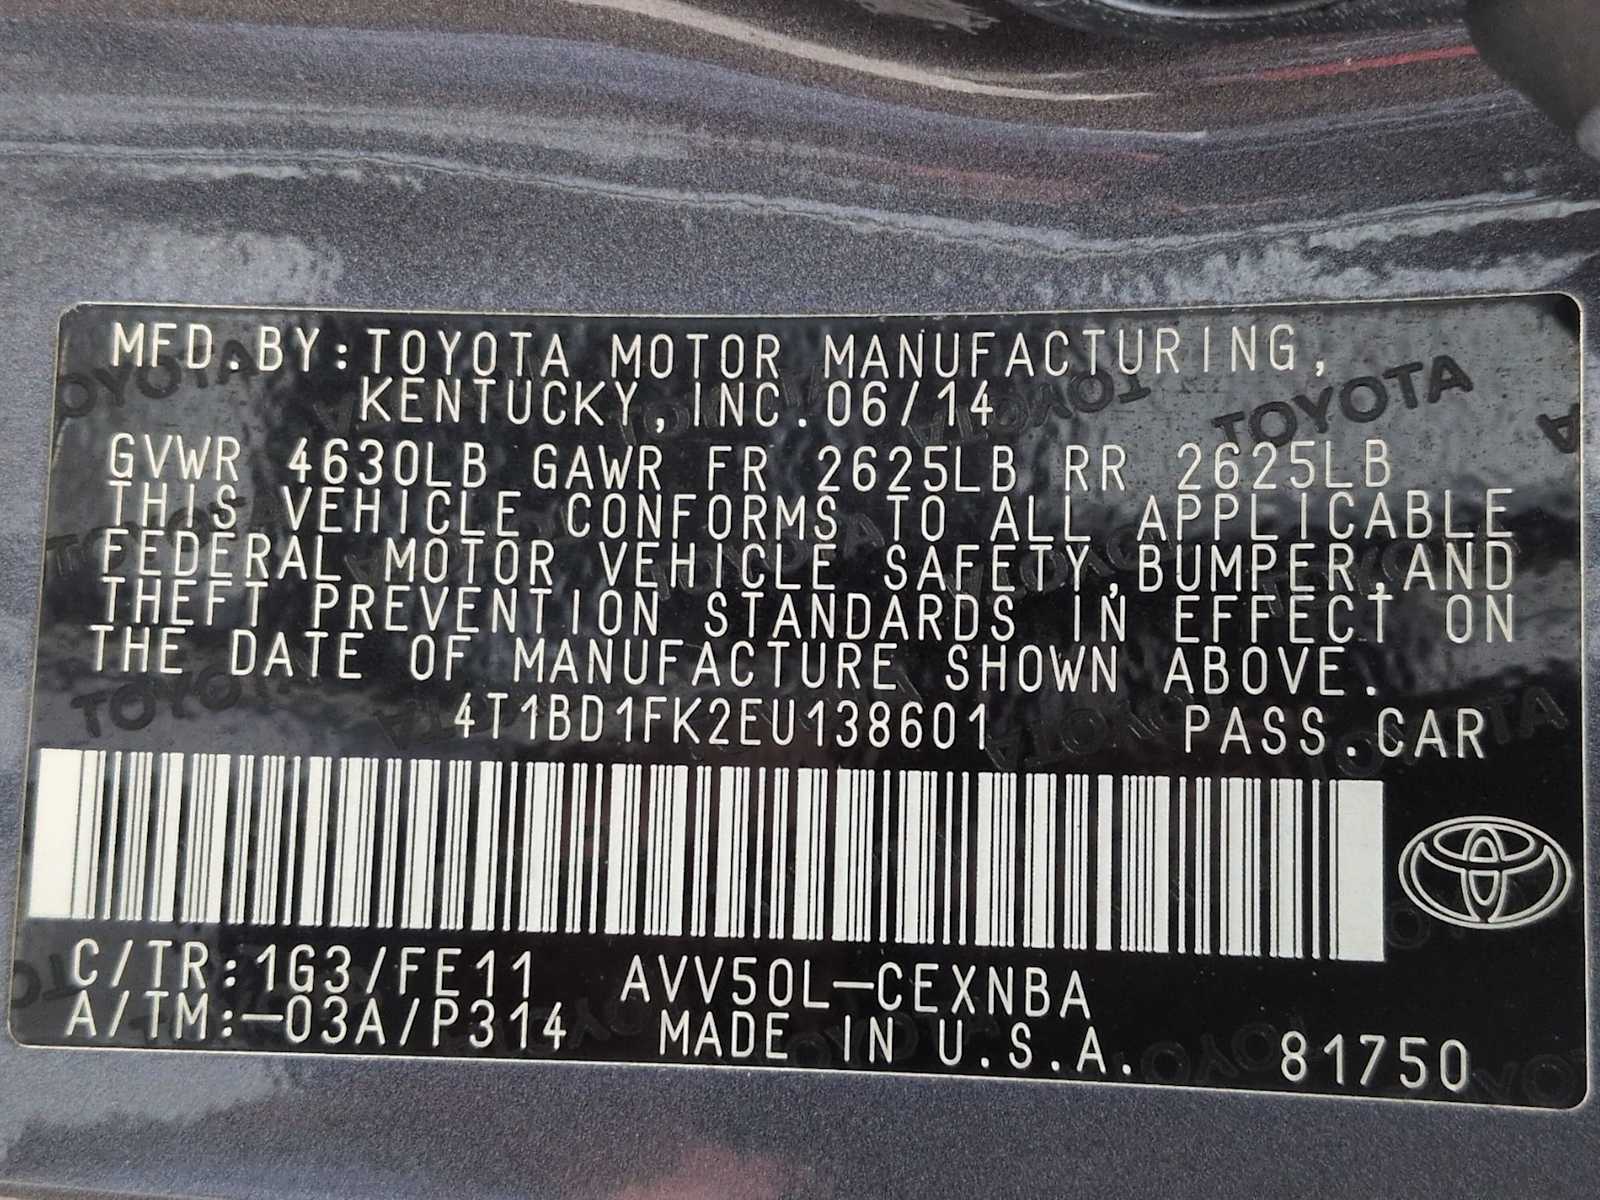 MFD.BY:TOYOTA MOTOR MANUFACTURING,
KENTUCKY,INC.06/14
GVWR 4630LB GAWR FR 2625LB RR 2625LB
THIS VEHICLE CONFORMS TO ALL APPLICABLE
FEDERAL MOTOR VEHICLE SAFETY,BUMPER,AND
THEFT PREVENTION STANDARDS IN EFFECT ON
THE DATE OF MANUFACTURE SHOWN ABOVE.
4T1BD1FK2EU138601 PASS.CAR
C/TR:1G3/FE11 AVV50L-CEXNBA
A/TM:-03A/P314 MADE IN U.S.A. 81750